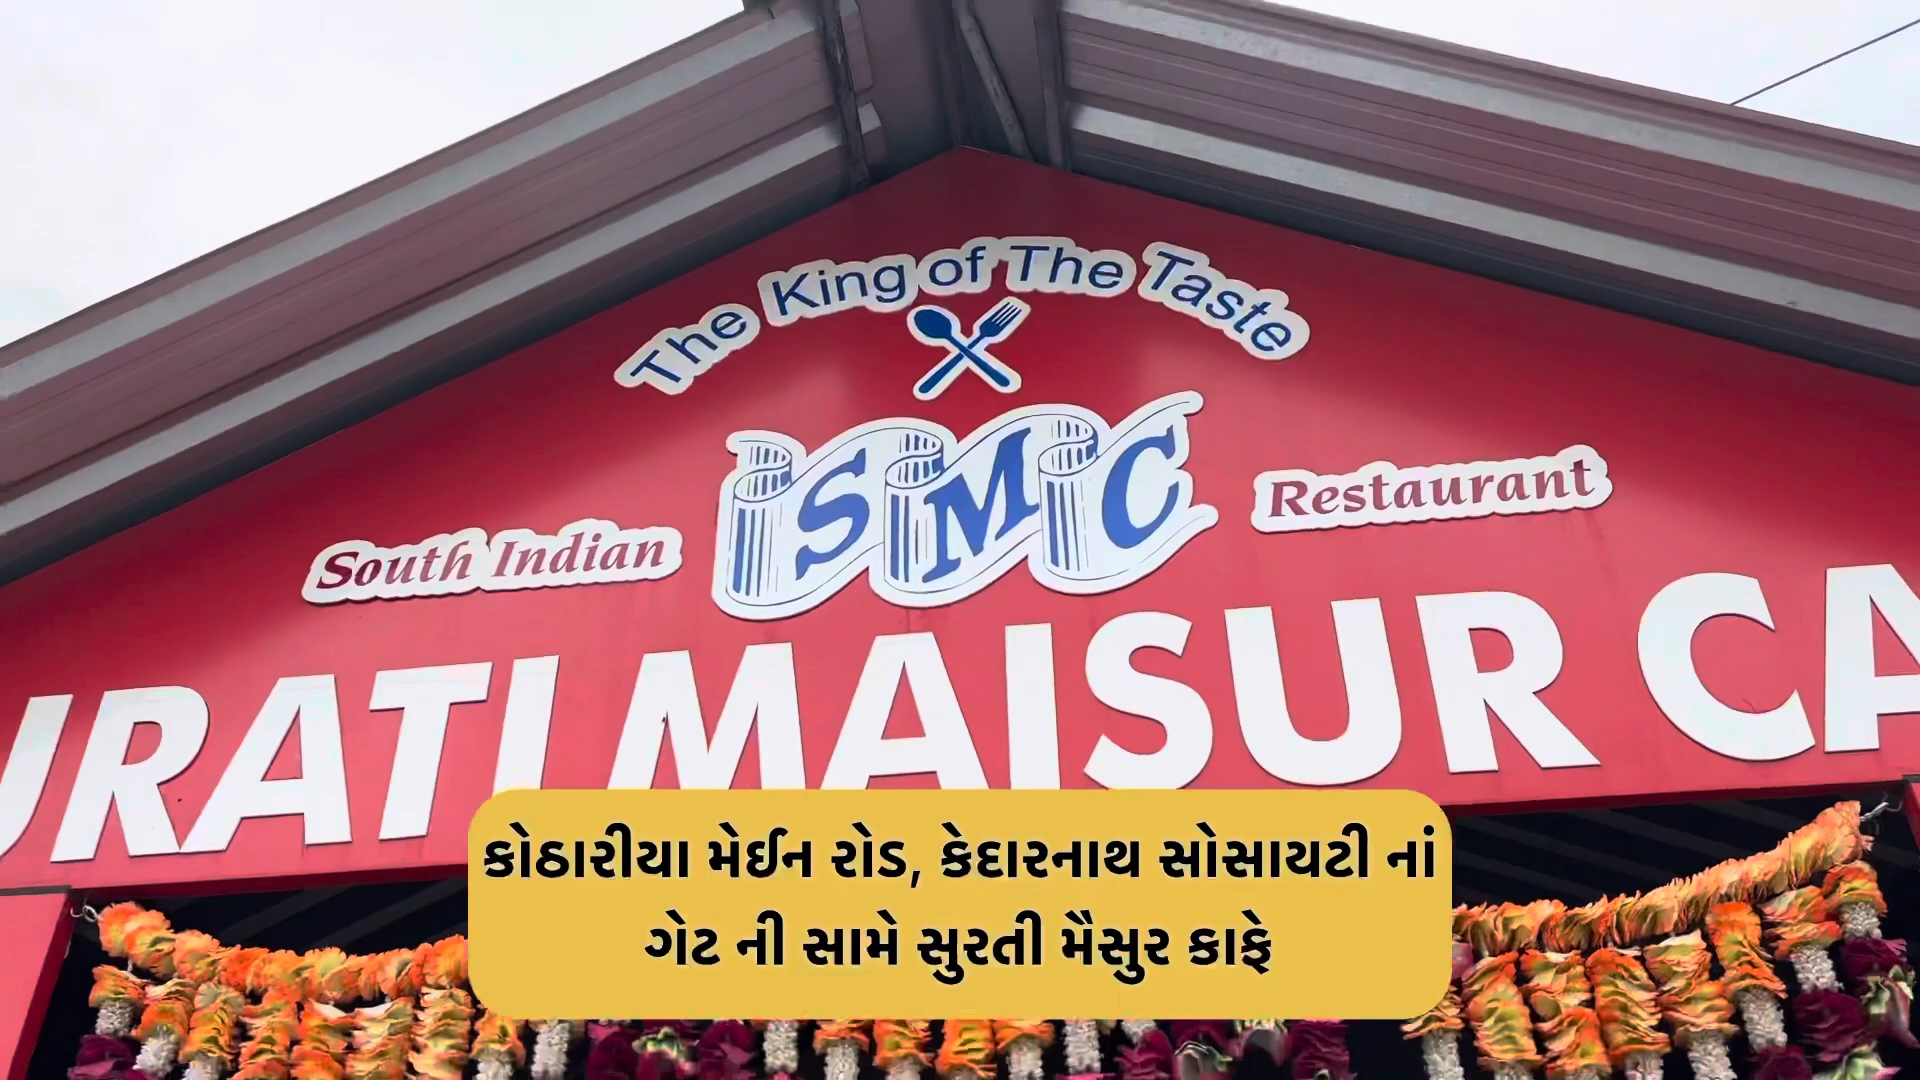 The King of The Taste
SMC
South Indian
Restaurant
URATI MAISUR CA
કોઠારીયા મેઈન રોડ, કેદારનાથ સોસાયટી નાં
ગેટ ની સામે સુરતી મૈસુર કાફે